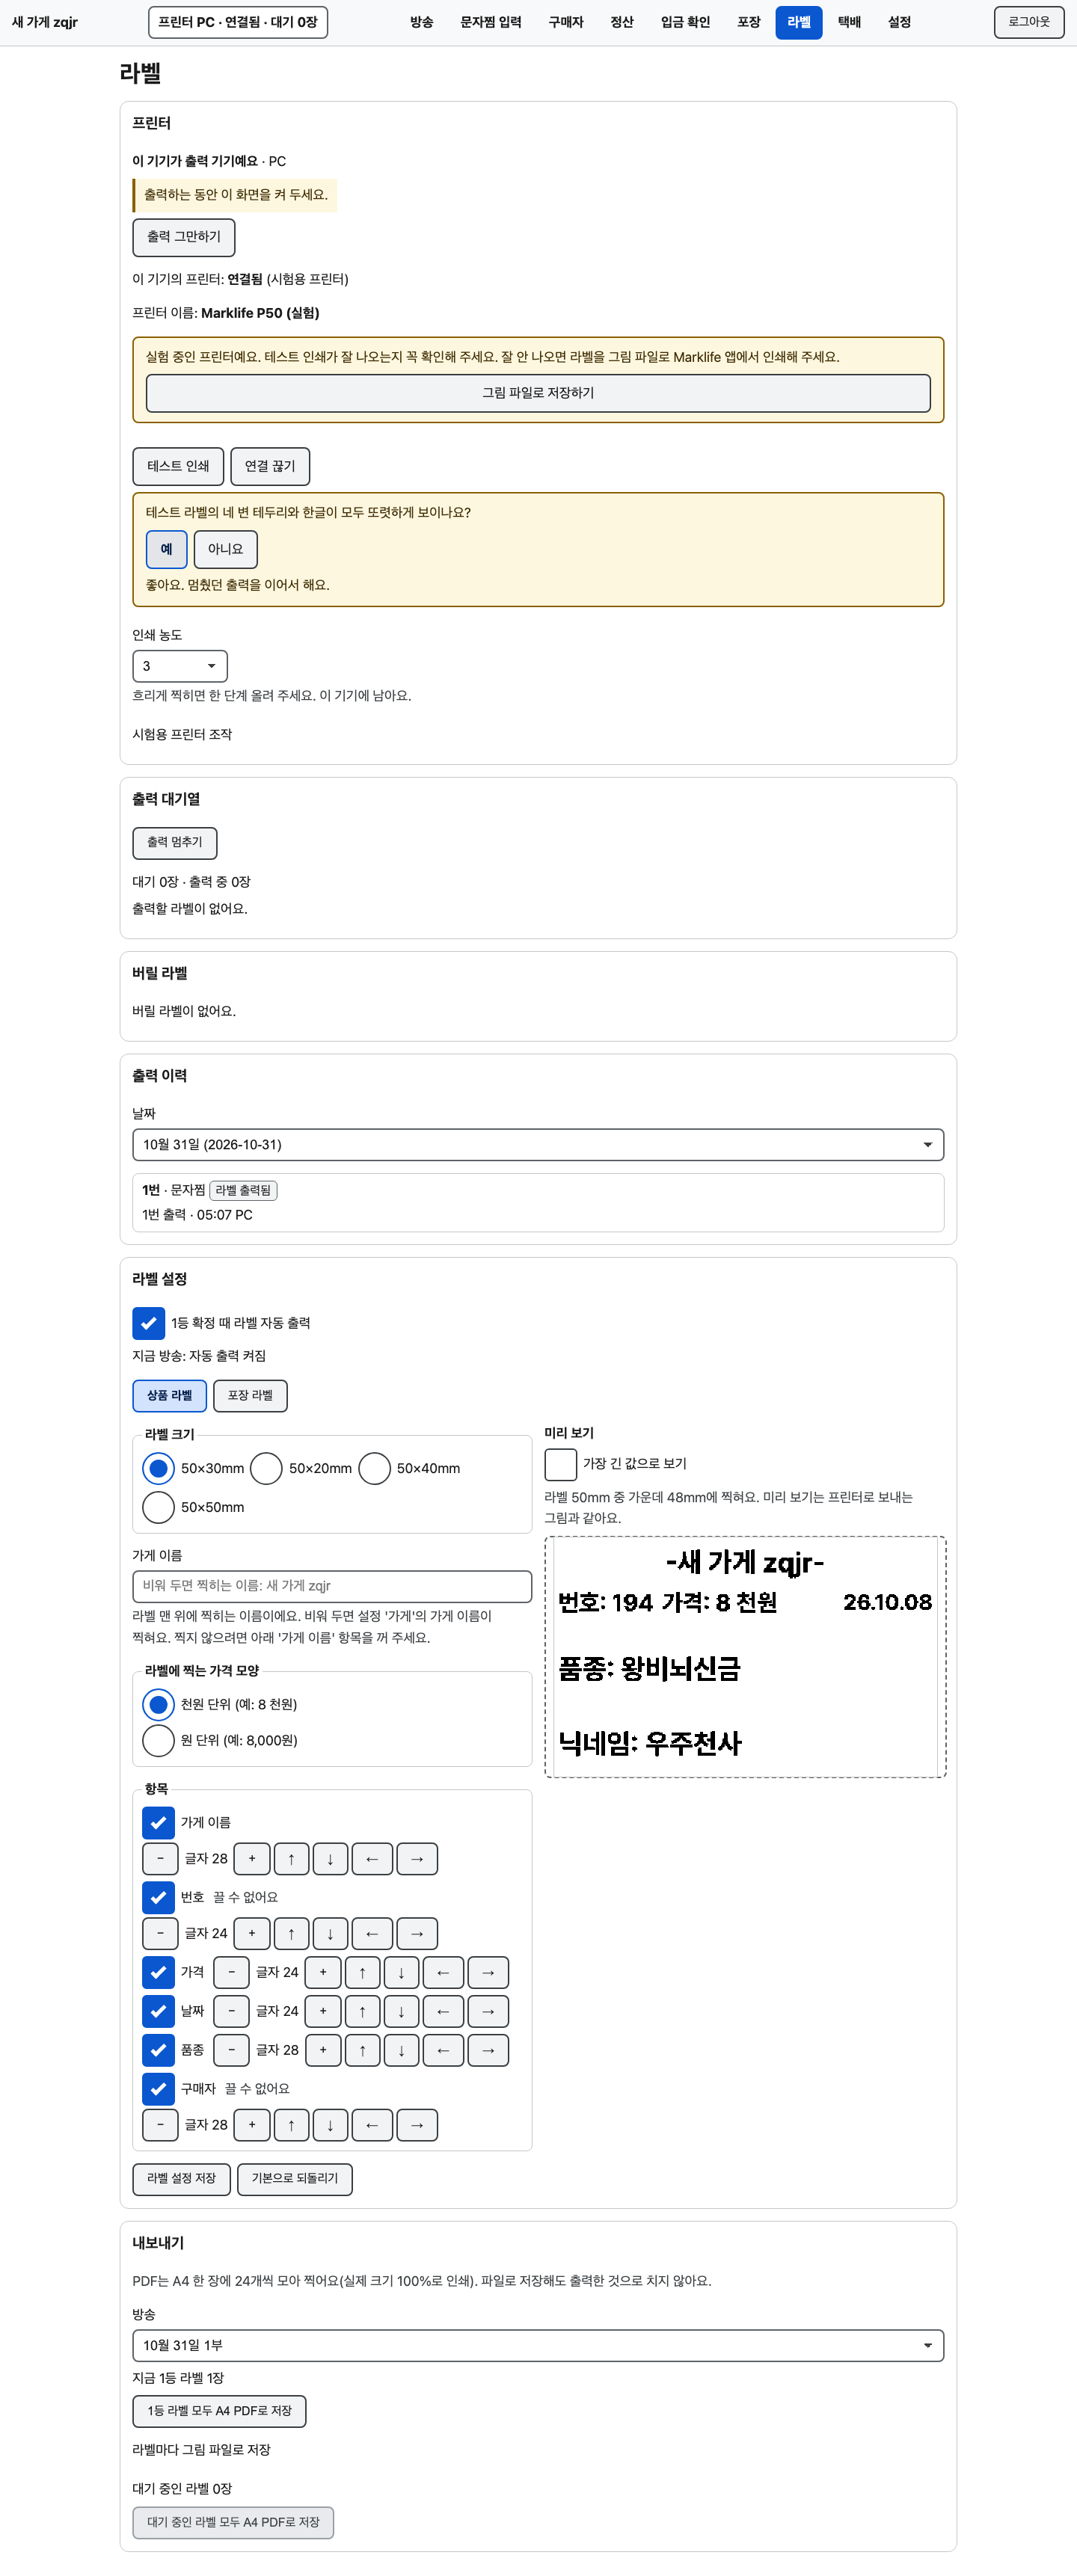 새 가게 zqjr
프린터 PC · 연결됨 · 대기 0장
방송 문자찜 입력 구매자 정산 입금 확인 포장 라벨 택배 설정
로그아웃
라벨
프린터
이 기기가 출력 기기예요 · PC
출력하는 동안 이 화면을 켜 두세요.
출력 그만하기
이 기기의 프린터: 연결됨 (시험용 프린터)
프린터 이름: Marklife P50 (실험)
실험 중인 프린터예요. 테스트 인쇄가 잘 나오는지 꼭 확인해 주세요. 잘 안 나오면 라벨을 그림 파일로 Marklife 앱에서 인쇄해 주세요.
그림 파일로 저장하기
테스트 인쇄 연결 끊기
테스트 라벨의 네 변 테두리와 한글이 모두 또렷하게 보이나요?
예 아니요
좋아요. 멈췄던 출력을 이어서 해요.
인쇄 농도
3
흐리게 찍히면 한 단계 올려 주세요. 이 기기에 남아요.
시험용 프린터 조작
출력 대기열
출력 멈추기
대기 0장 · 출력 중 0장
출력할 라벨이 없어요.
버릴 라벨
버릴 라벨이 없어요.
출력 이력
날짜
10월 31일 (2026-10-31)
1번 · 문자찜 라벨 출력됨
1번 출력 · 05:07 PC
라벨 설정
1등 확정 때 라벨 자동 출력
지금 방송: 자동 출력 켜짐
상품 라벨 포장 라벨
라벨 크기
50×30mm 50×20mm 50×40mm
50×50mm
가게 이름
비워 두면 찍히는 이름: 새 가게 zqjr
라벨 맨 위에 찍히는 이름이에요. 비워 두면 설정 '가게'의 가게 이름이
찍혀요. 찍지 않으려면 아래 '가게 이름' 항목을 꺼 주세요.
라벨에 찍는 가격 모양
천원 단위 (예: 8 천원)
원 단위 (예: 8,000원)
항목
가게 이름
− 글자 28 + ↑ ↓ ← →
번호 끌 수 없어요
− 글자 24 + ↑ ↓ ← →
가격 − 글자 24 + ↑ ↓ ← →
날짜 − 글자 24 + ↑ ↓ ← →
품종 − 글자 28 + ↑ ↓ ← →
구매자 끌 수 없어요
− 글자 28 + ↑ ↓ ← →
라벨 설정 저장 기본으로 되돌리기
미리 보기
가장 긴 값으로 보기
라벨 50mm 중 가운데 48mm에 찍혀요. 미리 보기는 프린터로 보내는
그림과 같아요.
-새 가게 zqjr-
번호: 194 가격: 8 천원 26.10.08
품종: 왕비뇌신금
닉네임: 우주천사
내보내기
PDF는 A4 한 장에 24개씩 모아 찍어요(실제 크기 100%로 인쇄). 파일로 저장해도 출력한 것으로 치지 않아요.
방송
10월 31일 1부
지금 1등 라벨 1장
1등 라벨 모두 A4 PDF로 저장
라벨마다 그림 파일로 저장
대기 중인 라벨 0장
대기 중인 라벨 모두 A4 PDF로 저장